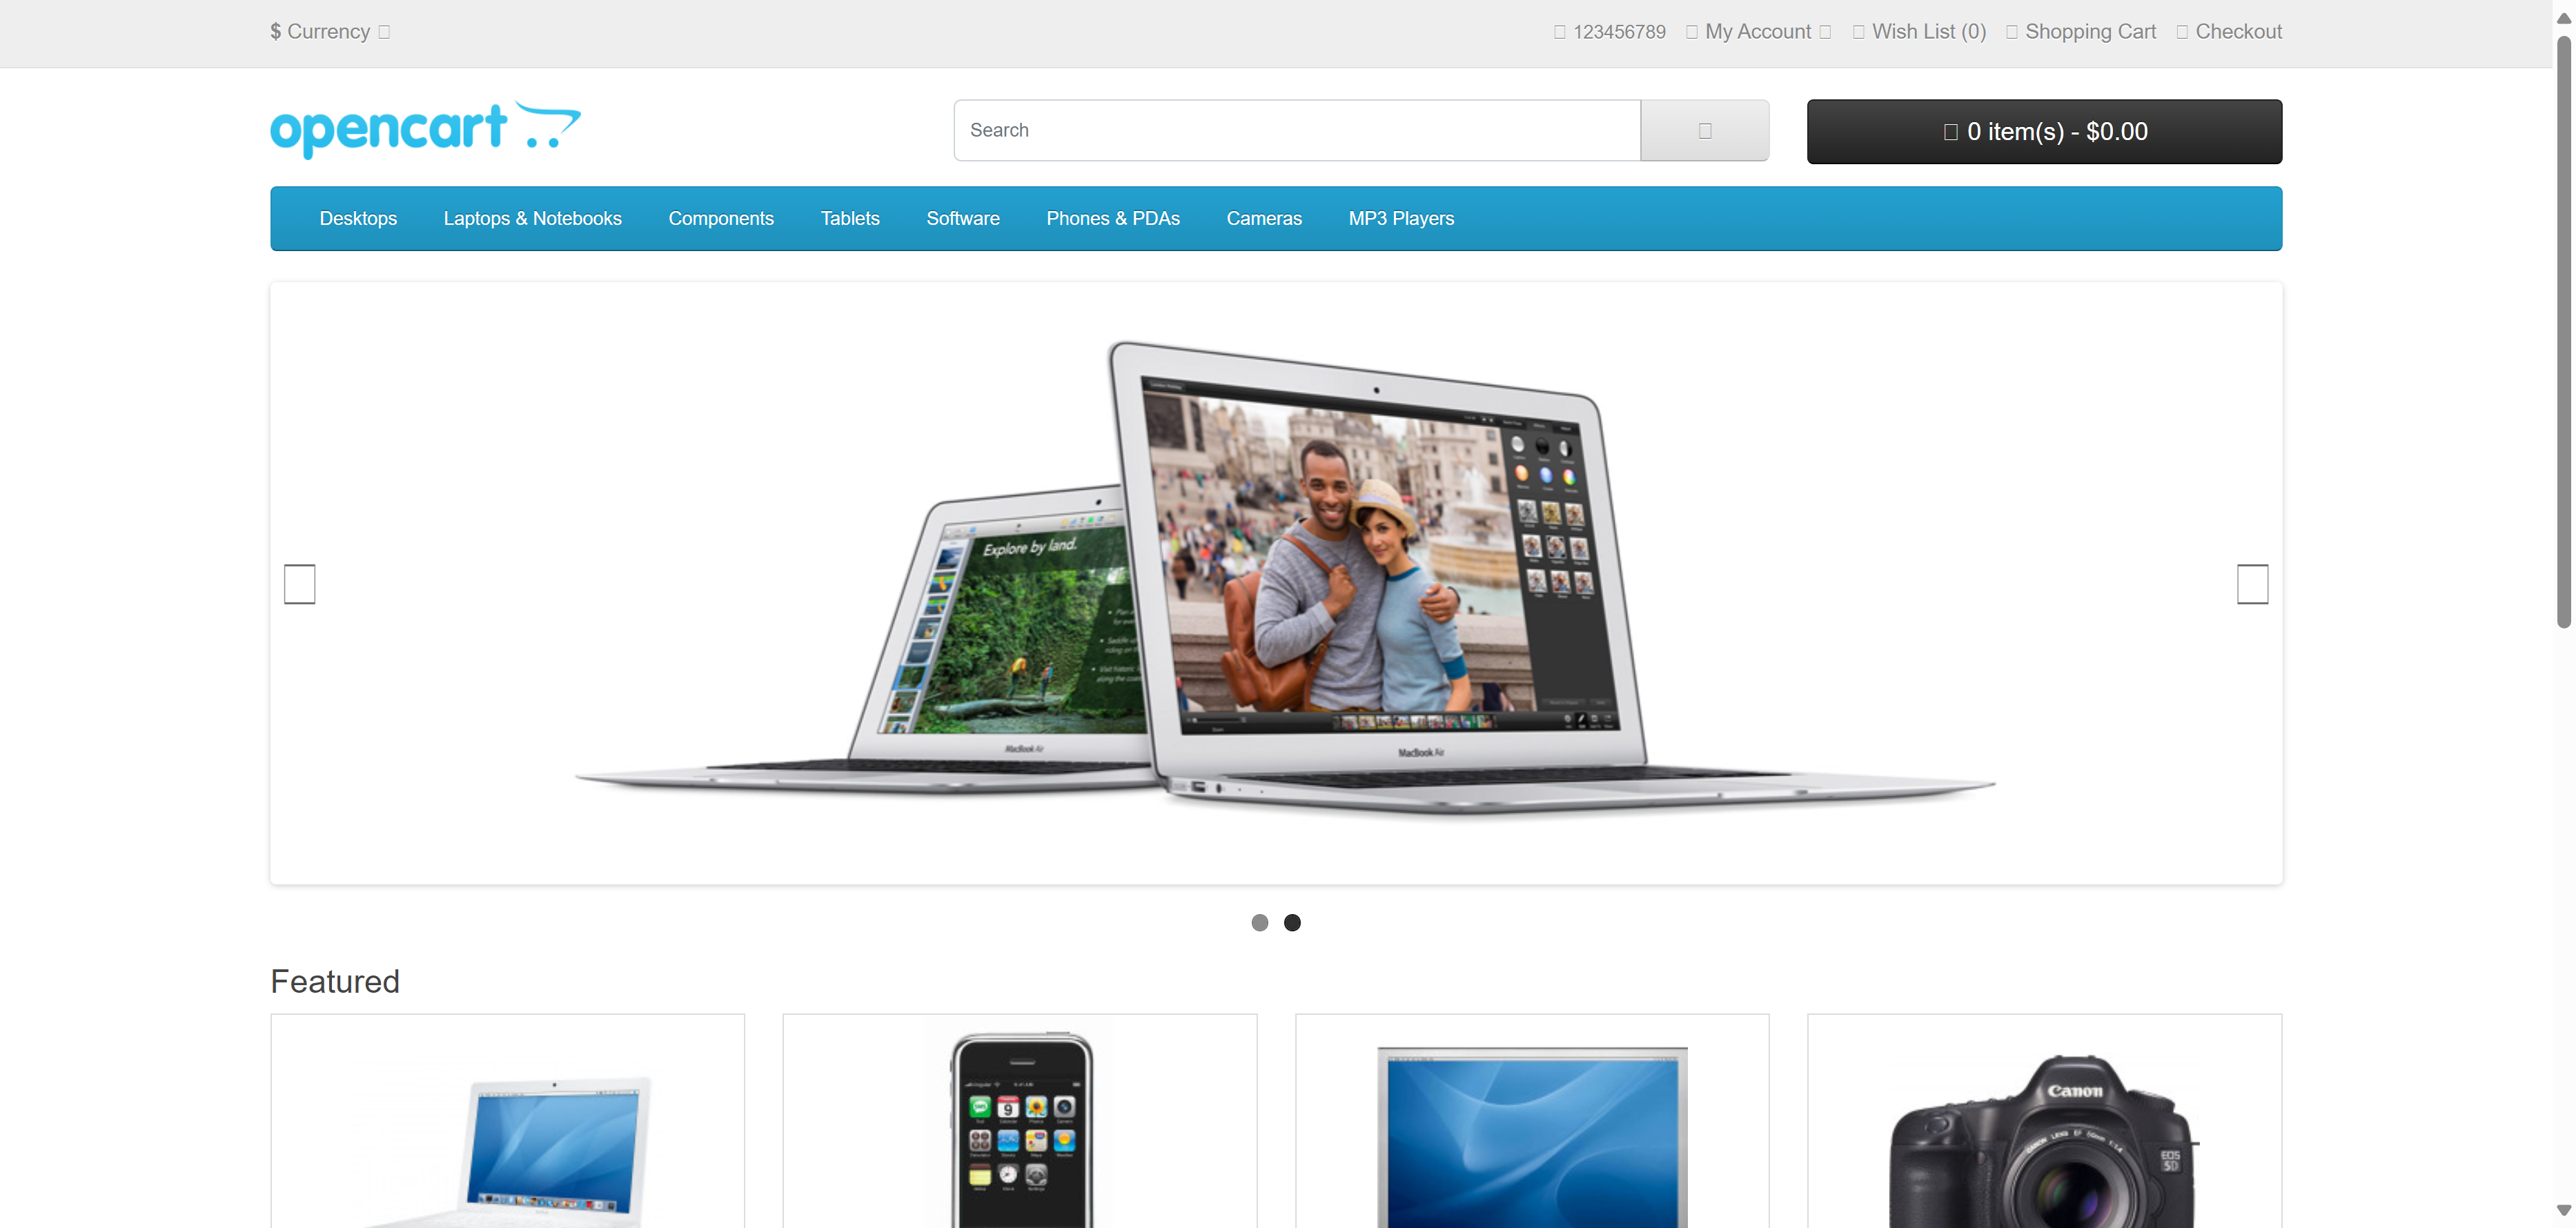 $ Currency
123456789 My Account Wish List (0) Shopping Cart Checkout
opencart
Search
0 item(s) - $0.00
Desktops Laptops & Notebooks Components Tablets Software Phones & PDAs Cameras MP3 Players
Explore by land.
MacBook Air
MacBook Air
Featured
Canon
EOS
5D